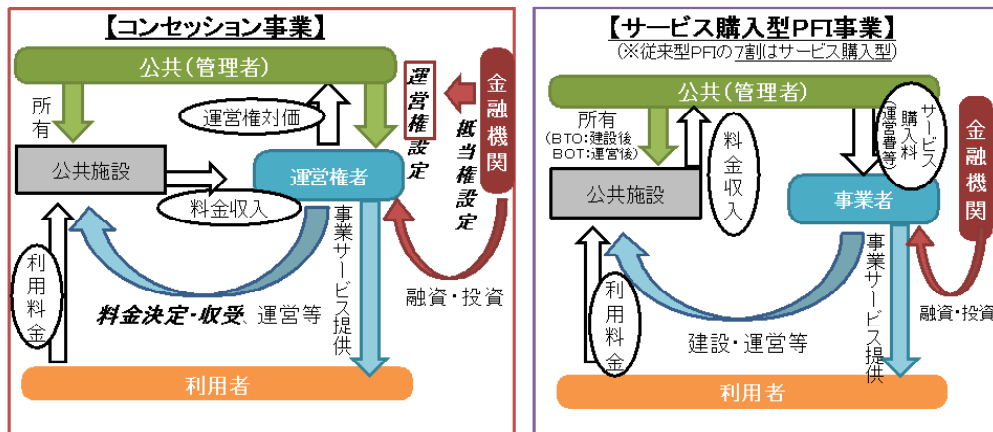 【コンセッション事業】
公共(管理者)
所有
運営権対価
運営権設定
抵当権設定
金融機関
公共施設
運営権者
料金収入
利用料金
料金決定・収受、運営等
事業サービス提供
融資・投資
利用者
【サービス購入型PFI事業】
(※従来型PFIの7割はサービス購入型)
公共(管理者)
所有
(BTO:建設後
BOT:運営後)
料金収入
サービス
購入料
(運営費等)
金融機関
公共施設
事業者
利用料金
建設・運営等
事業サービス提供
融資・投資
利用者